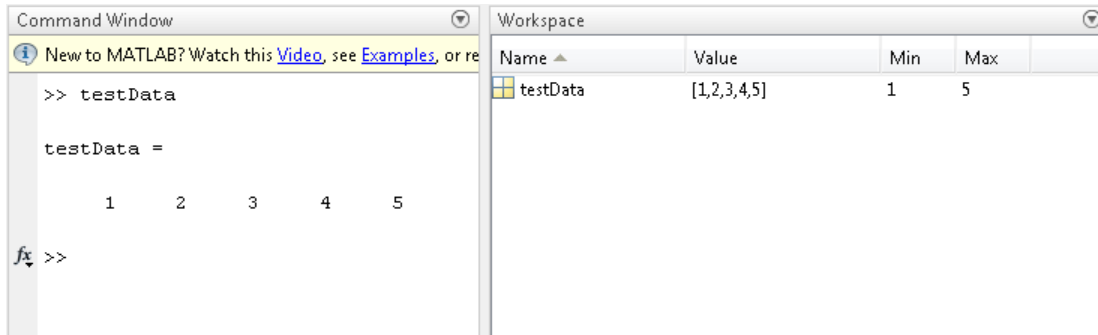 Command Window
New to MATLAB? Watch this Video, see Examples, or re
>> testData
testData =
1 2 3 4 5
fx >>
Workspace
Name Value Min Max
testData [1,2,3,4,5] 1 5